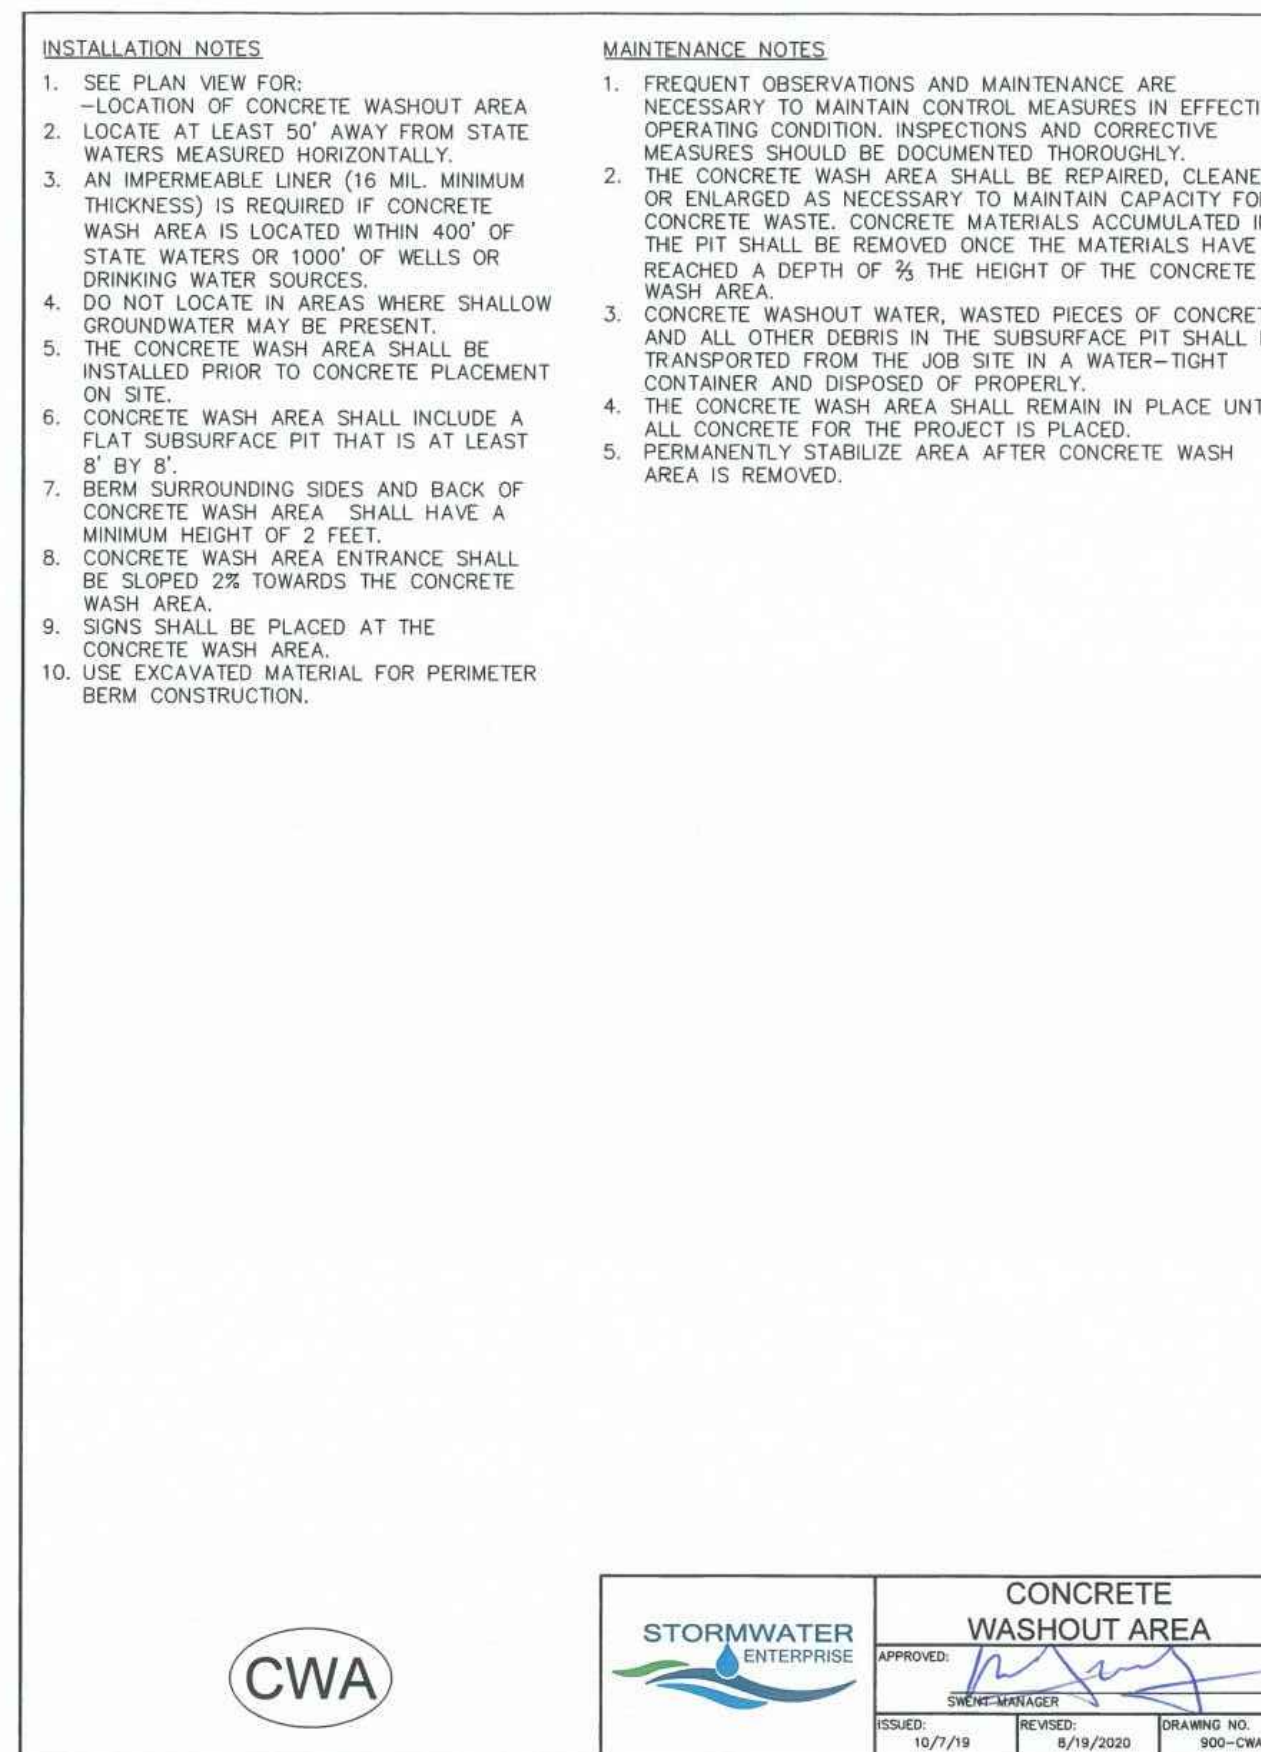 INSTALLATION NOTES
1. SEE PLAN VIEW FOR:
-LOCATION OF CONCRETE WASHOUT AREA
2. LOCATE AT LEAST 50' AWAY FROM STATE
WATERS MEASURED HORIZONTALLY.
3. AN IMPERMEABLE LINER (16 MIL. MINIMUM
THICKNESS) IS REQUIRED IF CONCRETE
WASH AREA IS LOCATED WITHIN 400' OF
STATE WATERS OR 1000' OF WELLS OR
DRINKING WATER SOURCES.
4. DO NOT LOCATE IN AREAS WHERE SHALLOW
GROUNDWATER MAY BE PRESENT.
5. THE CONCRETE WASH AREA SHALL BE
INSTALLED PRIOR TO CONCRETE PLACEMENT
ON SITE.
6. CONCRETE WASH AREA SHALL INCLUDE A
FLAT SUBSURFACE PIT THAT IS AT LEAST
8' BY 8'.
7. BERM SURROUNDING SIDES AND BACK OF
CONCRETE WASH AREA SHALL HAVE A
MINIMUM HEIGHT OF 2 FEET.
8. CONCRETE WASH AREA ENTRANCE SHALL
BE SLOPED 2% TOWARDS THE CONCRETE
WASH AREA.
9. SIGNS SHALL BE PLACED AT THE
CONCRETE WASH AREA.
10. USE EXCAVATED MATERIAL FOR PERIMETER
BERM CONSTRUCTION.
MAINTENANCE NOTES
1. FREQUENT OBSERVATIONS AND MAINTENANCE ARE
NECESSARY TO MAINTAIN CONTROL MEASURES IN EFFECTI
OPERATING CONDITION. INSPECTIONS AND CORRECTIVE
MEASURES SHOULD BE DOCUMENTED THOROUGHLY.
2. THE CONCRETE WASH AREA SHALL BE REPAIRED, CLEANE
OR ENLARGED AS NECESSARY TO MAINTAIN CAPACITY FO
CONCRETE WASTE. CONCRETE MATERIALS ACCUMULATED I
THE PIT SHALL BE REMOVED ONCE THE MATERIALS HAVE
REACHED A DEPTH OF ⅔ THE HEIGHT OF THE CONCRETE
WASH AREA.
3. CONCRETE WASHOUT WATER, WASTED PIECES OF CONCRET
AND ALL OTHER DEBRIS IN THE SUBSURFACE PIT SHALL
TRANSPORTED FROM THE JOB SITE IN A WATER-TIGHT
CONTAINER AND DISPOSED OF PROPERLY.
4. THE CONCRETE WASH AREA SHALL REMAIN IN PLACE UNT
ALL CONCRETE FOR THE PROJECT IS PLACED.
5. PERMANENTLY STABILIZE AREA AFTER CONCRETE WASH
AREA IS REMOVED.
CWA
STORMWATER
ENTERPRISE
CONCRETE
WASHOUT AREA
APPROVED:
SWENT MANAGER
ISSUED: REVISED: DRAWING NO.
10/7/19 8/19/2020 900-CWA